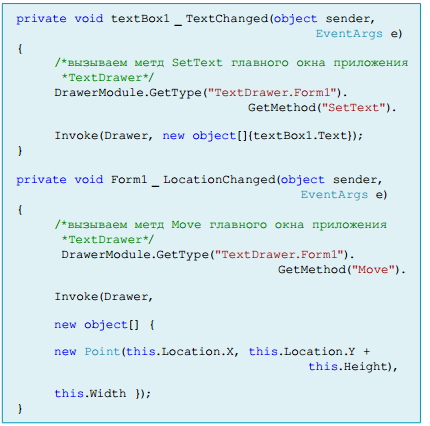 private void textBox1 _ TextChanged(object sender,
EventArgs e)
{
/*вызываем метд SetText главного окна приложения
*TextDrawer*/
DrawerModule.GetType("TextDrawer.Form1").
GetMethod("SetText").
Invoke(Drawer, new object[]{textBox1.Text});
}
private void Form1 _ LocationChanged(object sender,
EventArgs e)
{
/*вызываем метд Move главного окна приложения
*TextDrawer*/
DrawerModule.GetType("TextDrawer.Form1").
GetMethod("Move").
Invoke(Drawer,
new object[] {
new Point(this.Location.X, this.Location.Y +
this.Height),
this.Width });
}